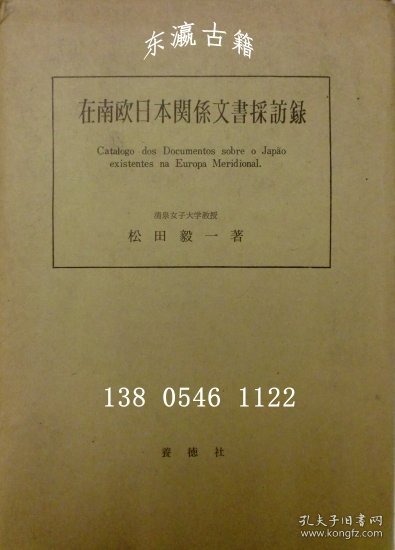 东瀛古籍
在南欧日本関係文書採訪録
Catalogo dos Documentos sobre o Japão
existentes na Europa Meridional.
清泉女子大学教授
松田毅一著
138 0546 1122
養徳社
孔夫子旧书网
www.kongfz.com